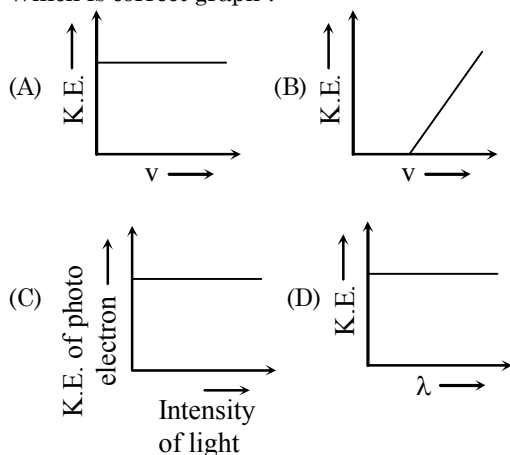 Which is correct graph ?
(A)
K.E.
v
(B)
K.E.
v
(C)
K.E. of photo
electron
Intensity
of light
(D)
K.E.
λ